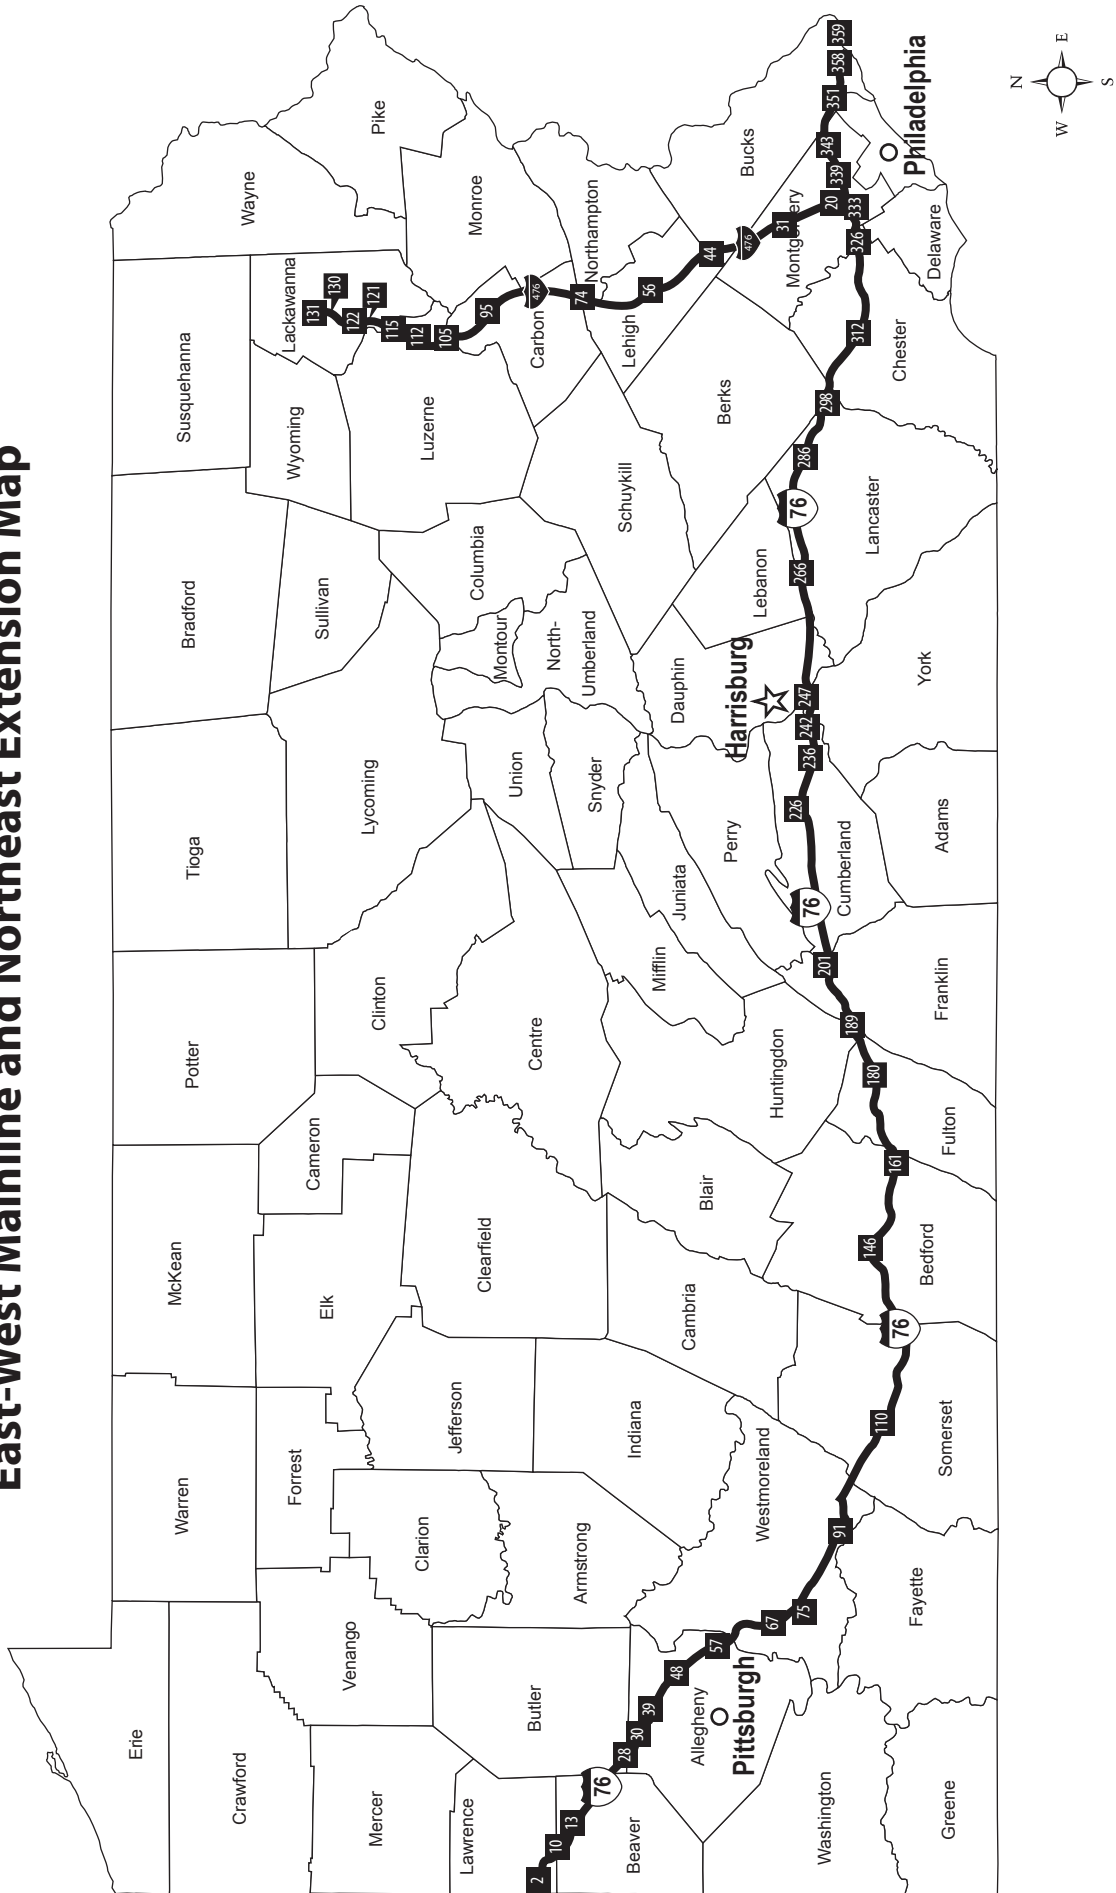 East-West Mainline and Northeast Extension Map
Erie
Crawford
Mercer
Lawrence
Beaver
Butler
Venango
Warren
Forrest
Clarion
Armstrong
Allegheny
Pittsburgh
Washington
Greene
Fayette
Westmoreland
Indiana
Jefferson
McKean
Elk
Cameron
Clearfield
Cambria
Somerset
Bedford
Blair
Potter
Clinton
Centre
Huntingdon
Fulton
Franklin
Mifflin
Juniata
Tioga
Lycoming
Union
Snyder
Perry
Cumberland
Adams
Bradford
Sullivan
Columbia
Montour
North-
Umberland
Dauphin
Harrisburg
York
Lebanon
Lancaster
Schuykill
Susquehanna
Wyoming
Lackawanna
Luzerne
Carbon
Lehigh
Berks
Chester
Wayne
Pike
Monroe
Northampton
Bucks
Montgomery
Delaware
Philadelphia
2
10
13
76
28
30
39
48
57
67
75
91
110
76
146
161
180
189
201
76
226
236
242
247
266
76
286
298
312
326
333
339
343
351
358
359
20
31
476
44
56
74
476
95
105
112
115
121
122
130
131
N
E
S
W